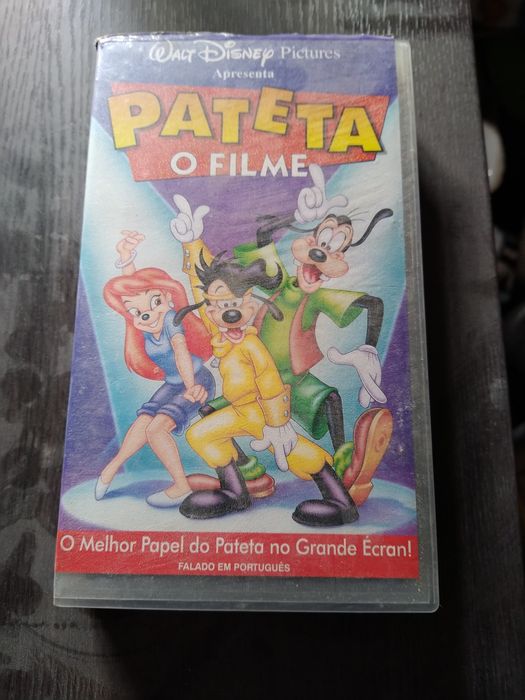 WALT DISNEY Pictures
Apresenta
PATETA
O FILME
O Melhor Papel do Pateta no Grande Écran!
FALADO EM PORTUGUÊS